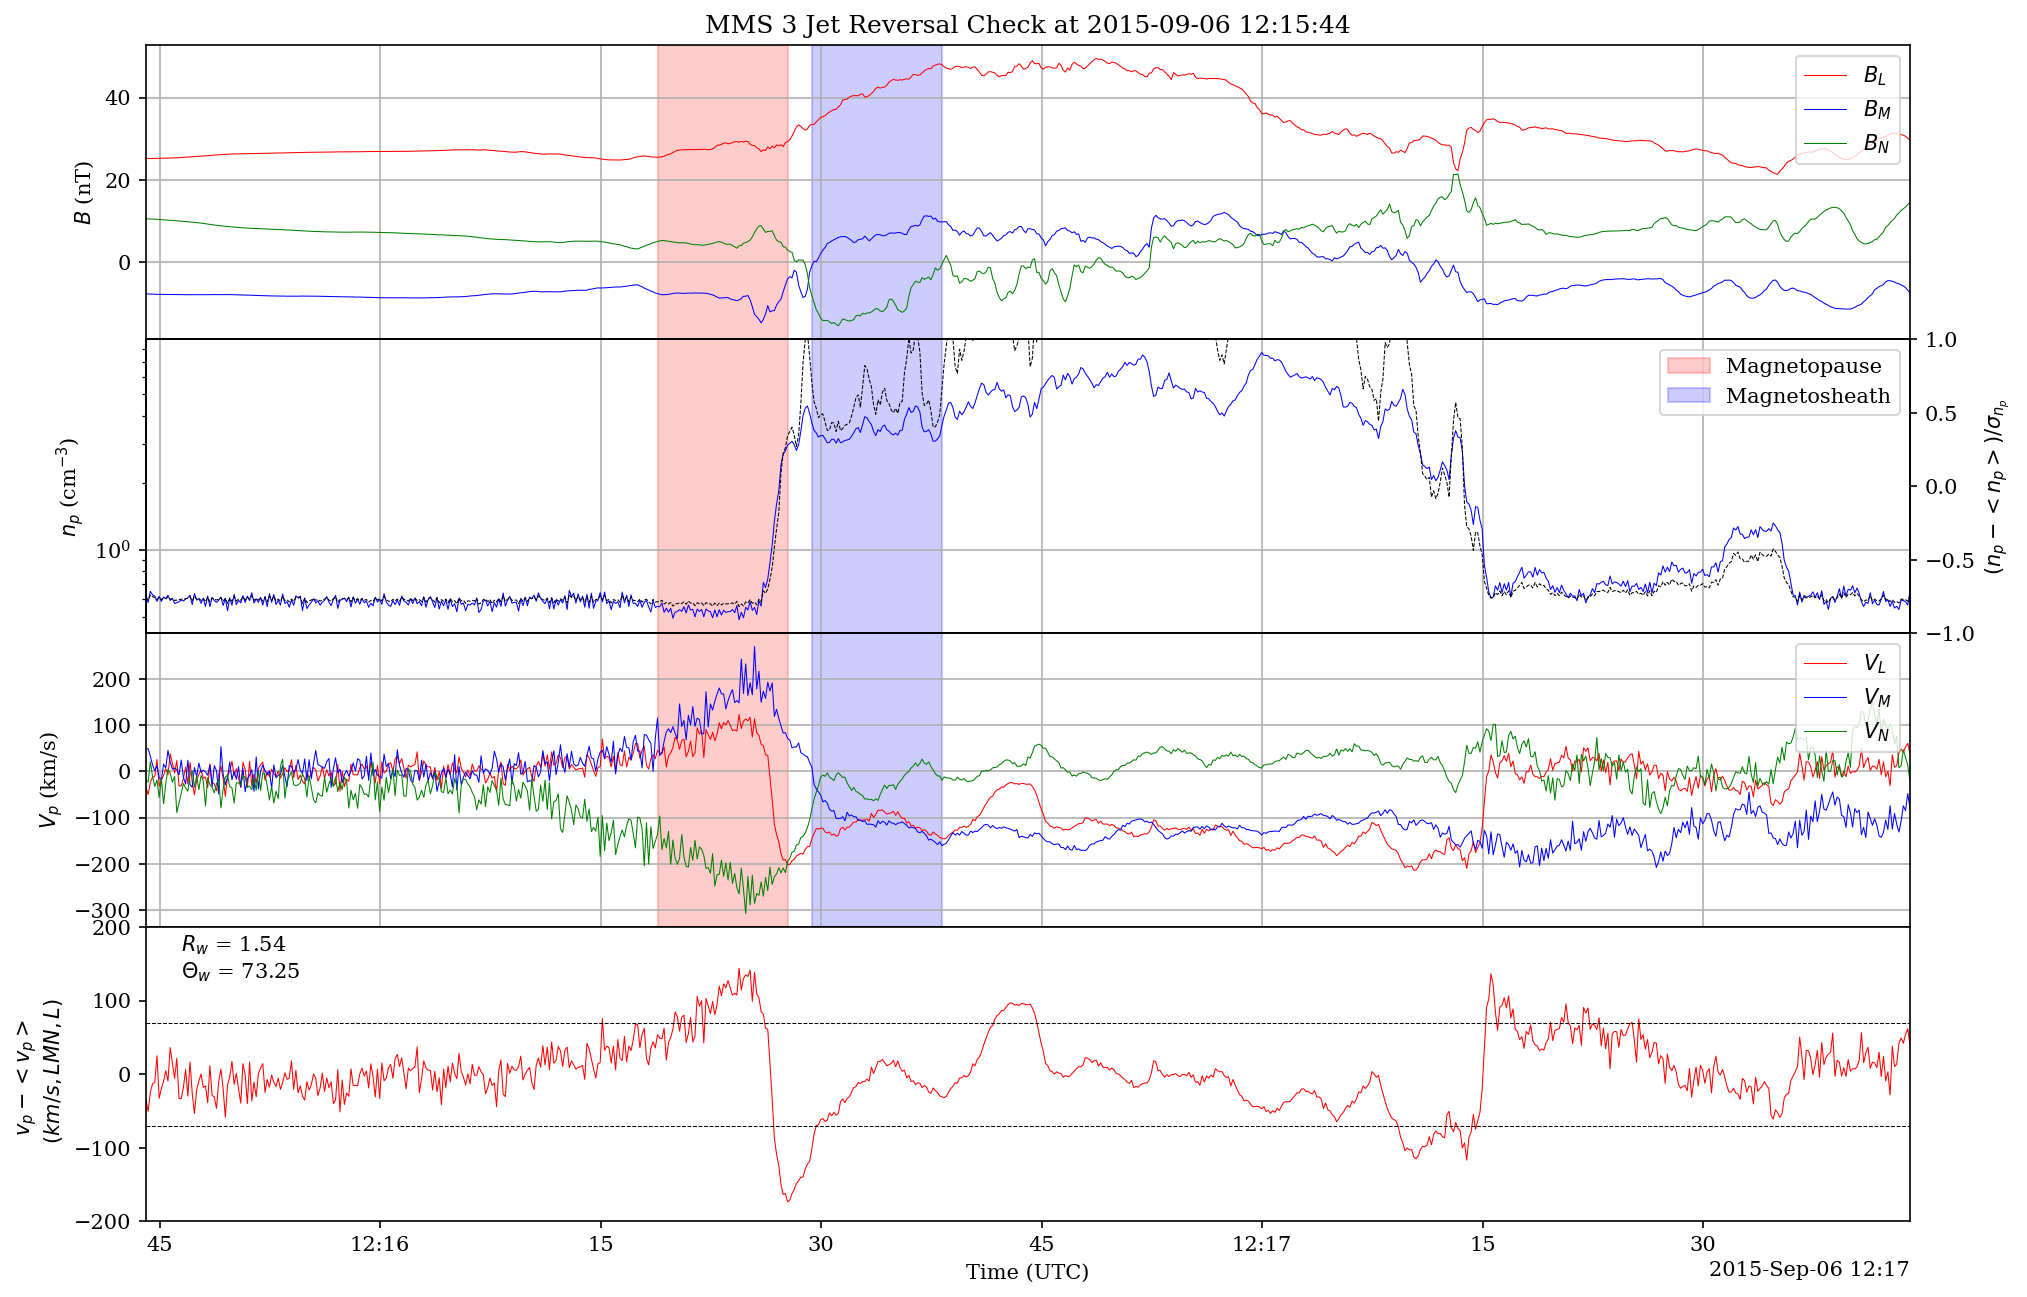 MMS 3 Jet Reversal Check at 2015-09-06 12:15:44
B (nT)
40
20
0
B_L
B_M
B_N
n_p (cm^{-3})
10^0
Magnetopause
Magnetosheath
1.0
0.5
0.0
−0.5
−1.0
(n_p − < n_p >)/σ_{n_p}
V_p (km/s)
200
100
0
−100
−200
−300
V_L
V_M
V_N
v_p − < v_p >
(km/s, LMN, L)
200
100
0
−100
−200
R_w = 1.54
Θ_w = 73.25
45
12:16
15
30
45
12:17
15
30
Time (UTC)
2015-Sep-06 12:17